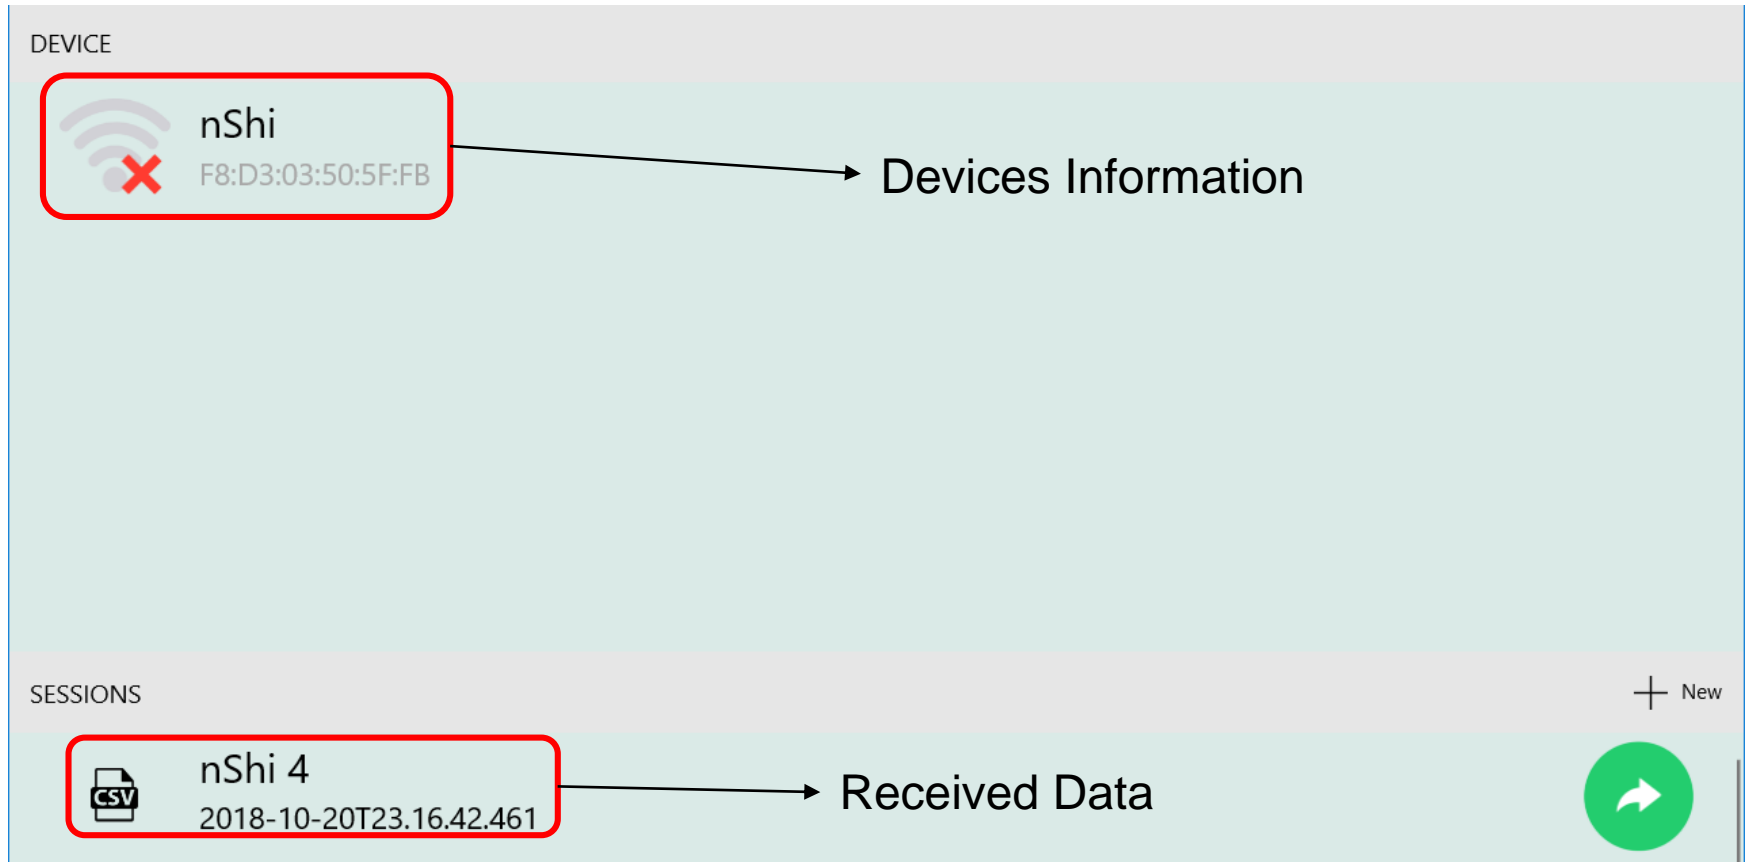 DEVICE
nShi
F8:D3:03:50:5F:FB
Devices Information
SESSIONS
New
CSV
nShi 4
2018-10-20T23.16.42.461
Received Data